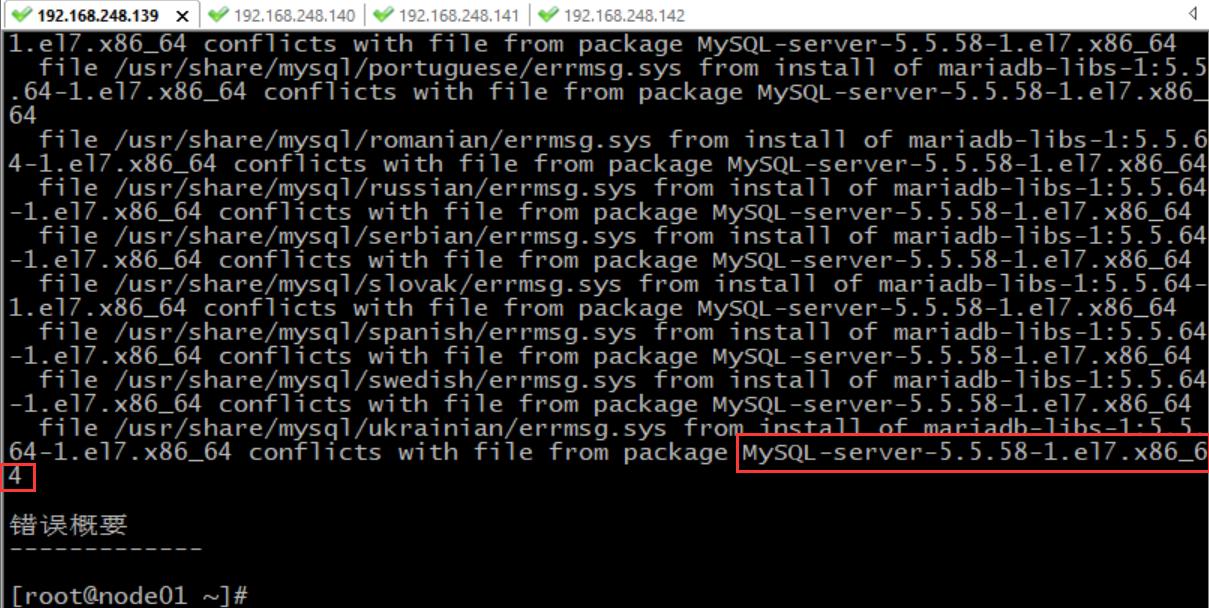 192.168.248.139 × 192.168.248.140 192.168.248.141 192.168.248.142
1.el7.x86_64 conflicts with file from package MySQL-server-5.5.58-1.el7.x86_64
  file /usr/share/mysql/portuguese/errmsg.sys from install of mariadb-libs-1:5.5
.64-1.el7.x86_64 conflicts with file from package MySQL-server-5.5.58-1.el7.x86_
64
  file /usr/share/mysql/romanian/errmsg.sys from install of mariadb-libs-1:5.5.6
4-1.el7.x86_64 conflicts with file from package MySQL-server-5.5.58-1.el7.x86_64
  file /usr/share/mysql/russian/errmsg.sys from install of mariadb-libs-1:5.5.64
-1.el7.x86_64 conflicts with file from package MySQL-server-5.5.58-1.el7.x86_64
  file /usr/share/mysql/serbian/errmsg.sys from install of mariadb-libs-1:5.5.64
-1.el7.x86_64 conflicts with file from package MySQL-server-5.5.58-1.el7.x86_64
  file /usr/share/mysql/slovak/errmsg.sys from install of mariadb-libs-1:5.5.64-
1.el7.x86_64 conflicts with file from package MySQL-server-5.5.58-1.el7.x86_64
  file /usr/share/mysql/spanish/errmsg.sys from install of mariadb-libs-1:5.5.64
-1.el7.x86_64 conflicts with file from package MySQL-server-5.5.58-1.el7.x86_64
  file /usr/share/mysql/swedish/errmsg.sys from install of mariadb-libs-1:5.5.64
-1.el7.x86_64 conflicts with file from package MySQL-server-5.5.58-1.el7.x86_64
  file /usr/share/mysql/ukrainian/errmsg.sys from install of mariadb-libs-1:5.5.
64-1.el7.x86_64 conflicts with file from package MySQL-server-5.5.58-1.el7.x86_6
4
错误概要
-------------
[root@node01 ~]#